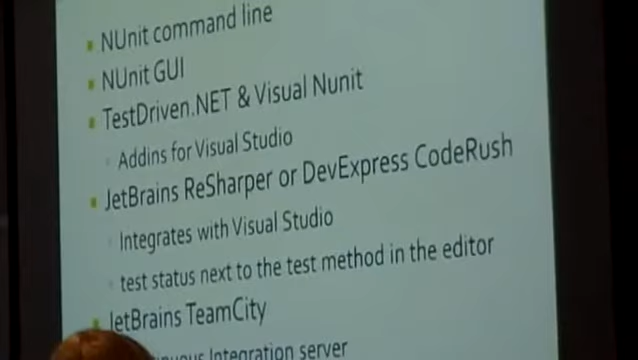 NUnit command line
NUnit GUI
TestDriven.NET & Visual Nunit
Addins for Visual Studio
JetBrains ReSharper or DevExpress CodeRush
Integrates with Visual Studio
test status next to the test method in the editor
JetBrains TeamCity
Integration server